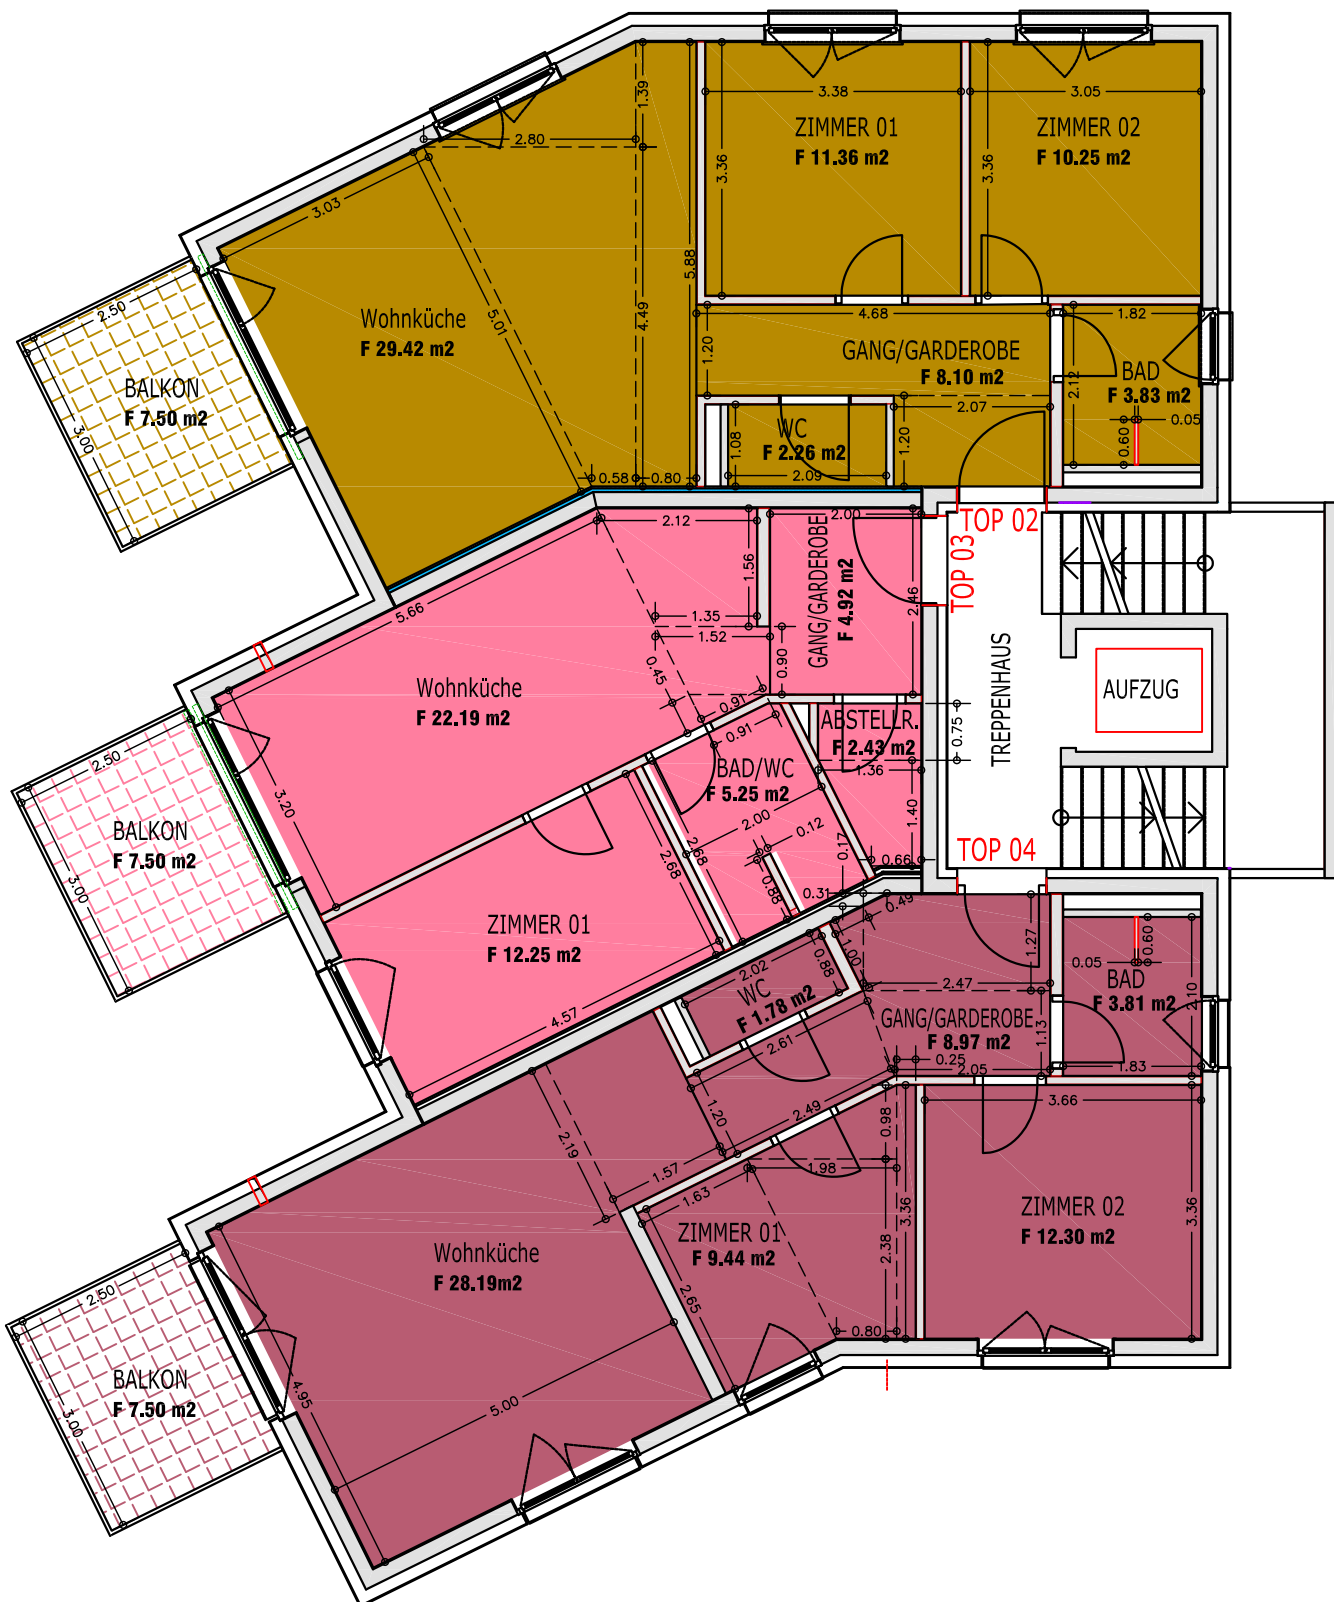 1.39
3.38
3.05
ZIMMER 01
F 11.36 m2
ZIMMER 02
F 10.25 m2
2.80
3.36
3.36
3.03
5.88
2.50
5.01
4.49
Wohnküche
F 29.42 m2
4.68
1.82
1.20
GANG/GARDEROBE
F 8.10 m2
BALKON
F 7.50 m2
2.12
BAD
F 3.83 m2
3.00
2.07
0.05
1.08
WC
F 2.26 m2
1.20
0.60
0.58
0.80
2.09
2.12
2.00
TOP 02
TOP 03
1.56
GANG/GARDEROBE
F 4.92 m2
2.46
5.66
1.35
1.52
0.90
TREPPENHAUS
Wohnküche
F 22.19 m2
0.45
0.91
0.91
AUFZUG
ABSTELLR.
F 2.43 m2
0.75
1.36
2.50
BAD/WC
F 5.25 m2
3.20
2.00
0.12
1.40
BALKON
F 7.50 m2
2.68
2.68
0.17
0.66
TOP 04
3.00
0.88
0.31
0.49
ZIMMER 01
F 12.25 m2
4.57
2.02
0.88
1.00
1.27
0.60
0.05
WC
F 1.78 m2
2.47
BAD
F 3.81 m2
2.10
GANG/GARDEROBE
F 8.97 m2
1.13
2.61
0.25
2.05
1.83
1.20
2.49
0.98
3.66
2.19
1.57
1.98
1.63
ZIMMER 01
F 9.44 m2
3.36
2.38
ZIMMER 02
F 12.30 m2
3.36
Wohnküche
F 28.19m2
2.50
2.65
0.80
BALKON
F 7.50 m2
4.95
5.00
3.00